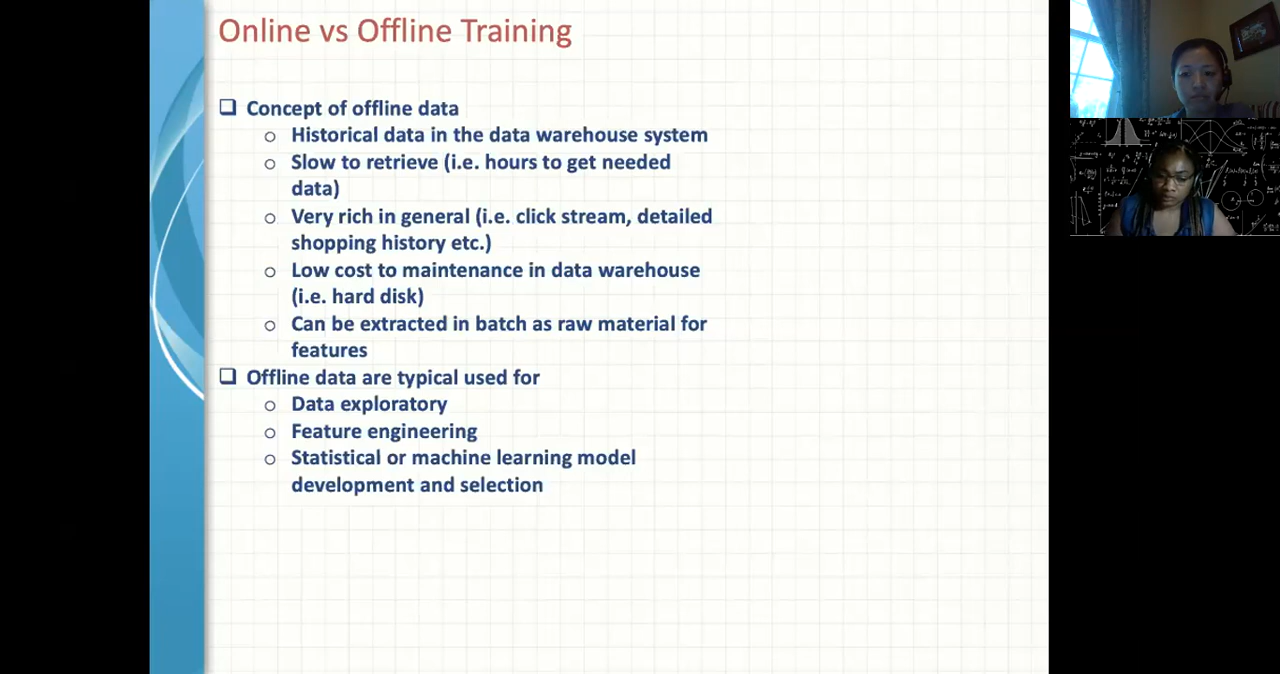 Online vs Offline Training
Concept of offline data
Historical data in the data warehouse system
Slow to retrieve (i.e. hours to get needed
data)
Very rich in general (i.e. click stream, detailed
shopping history etc.)
Low cost to maintenance in data warehouse
(i.e. hard disk)
Can be extracted in batch as raw material for
features
Offline data are typical used for
Data exploratory
Feature engineering
Statistical or machine learning model
development and selection